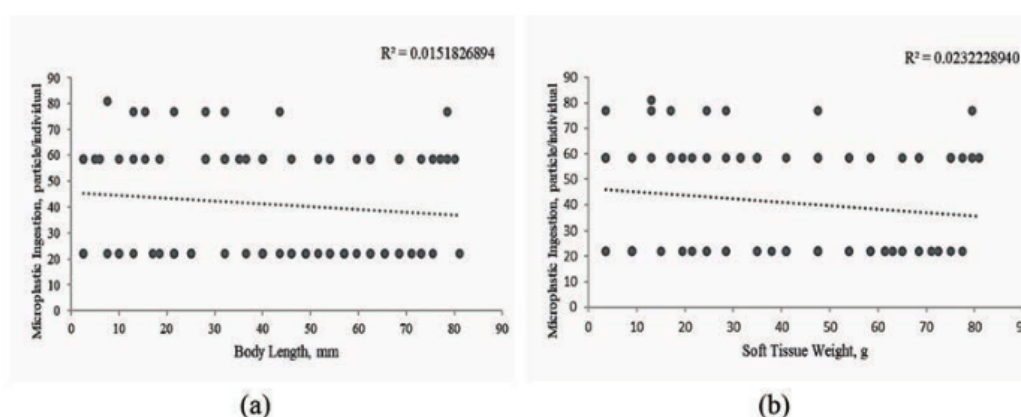 R² = 0.0151826894
Microplastic Ingestion, particle/individual
90
80
70
60
50
40
30
20
10
0
0 10 20 30 40 50 60 70 80 90
Body Length, mm
(a)
R² = 0.0232228940
Microplastic Ingestion, particle/individual
90
80
70
60
50
40
30
20
10
0
0 10 20 30 40 50 60 70 80 90
Soft Tissue Weight, g
(b)